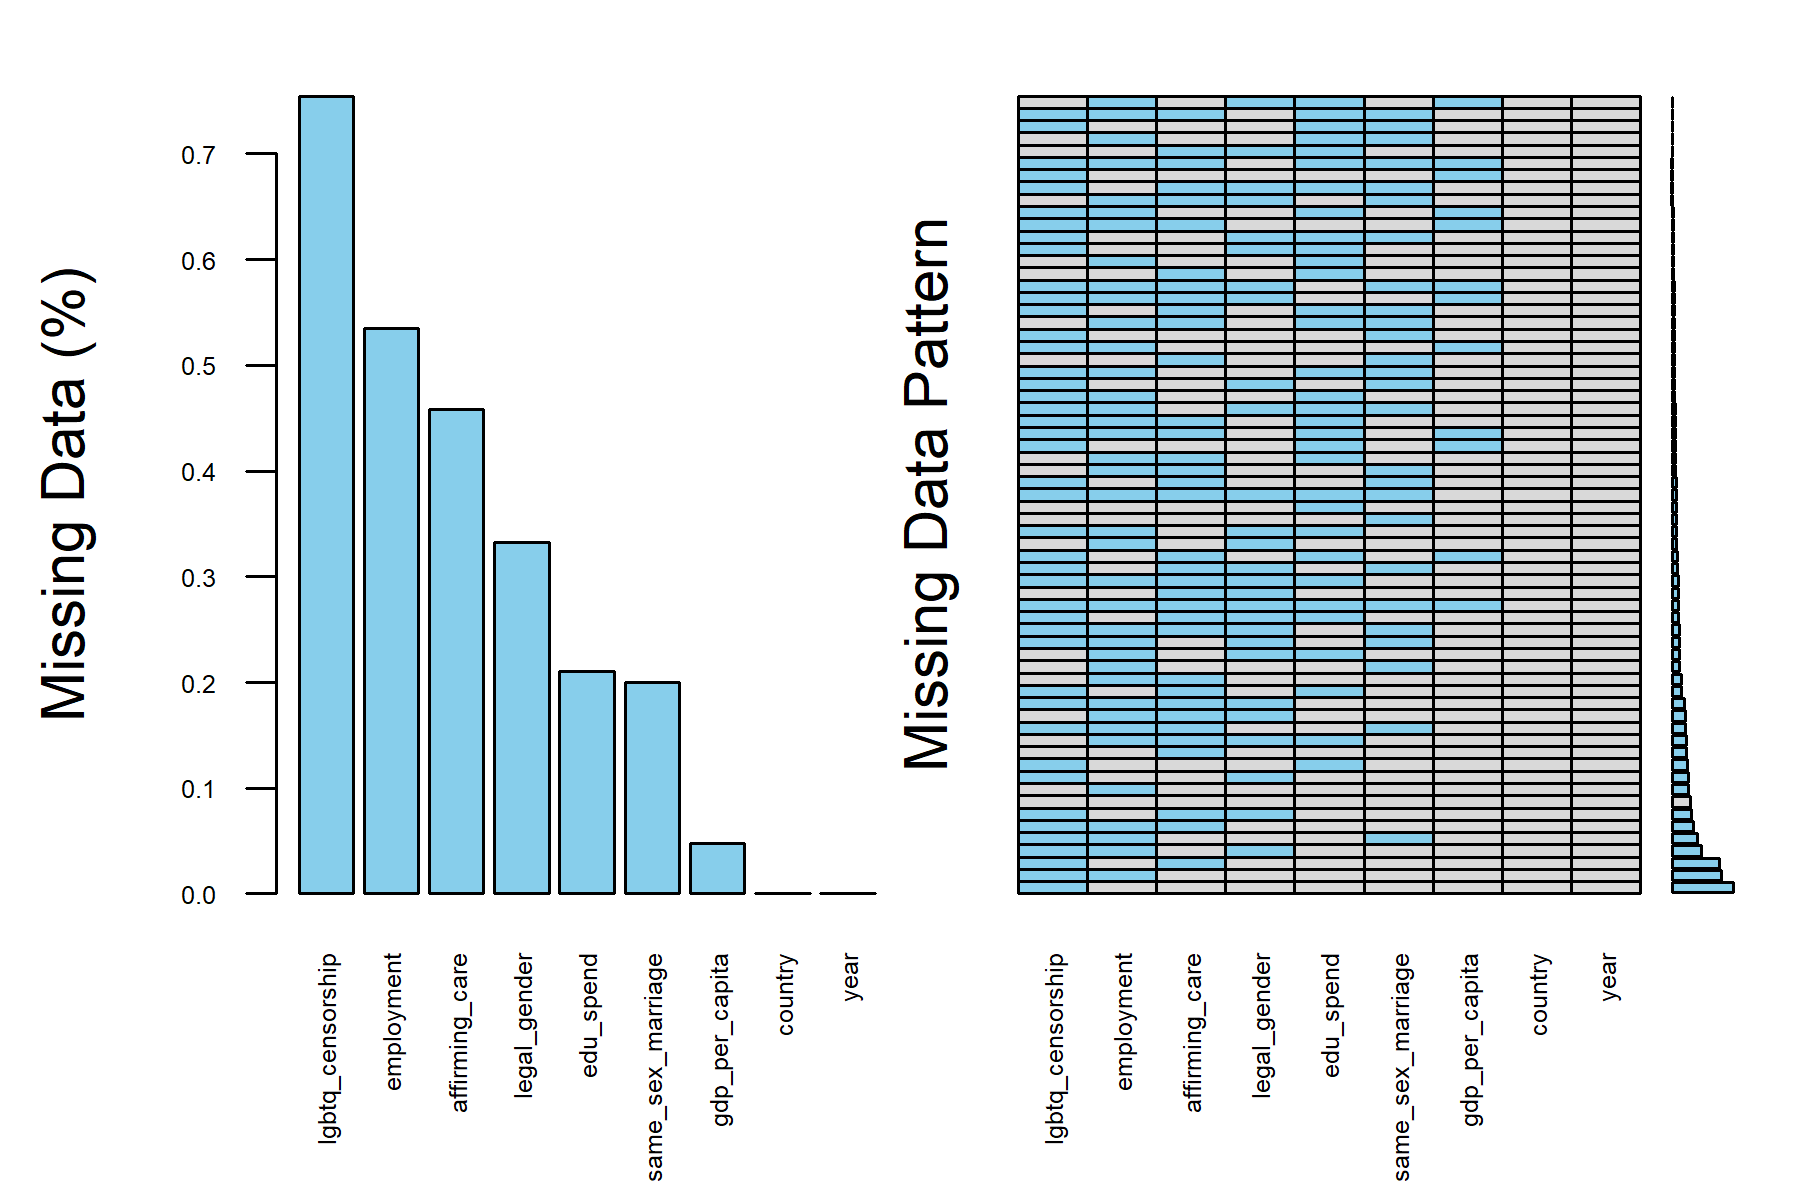 Missing Data (%)
0.7
0.6
0.5
0.4
0.3
0.2
0.1
0.0
lgbtq_censorship
employment
affirming_care
legal_gender
edu_spend
same_sex_marriage
gdp_per_capita
country
year
Missing Data Pattern
lgbtq_censorship
employment
affirming_care
legal_gender
edu_spend
same_sex_marriage
gdp_per_capita
country
year